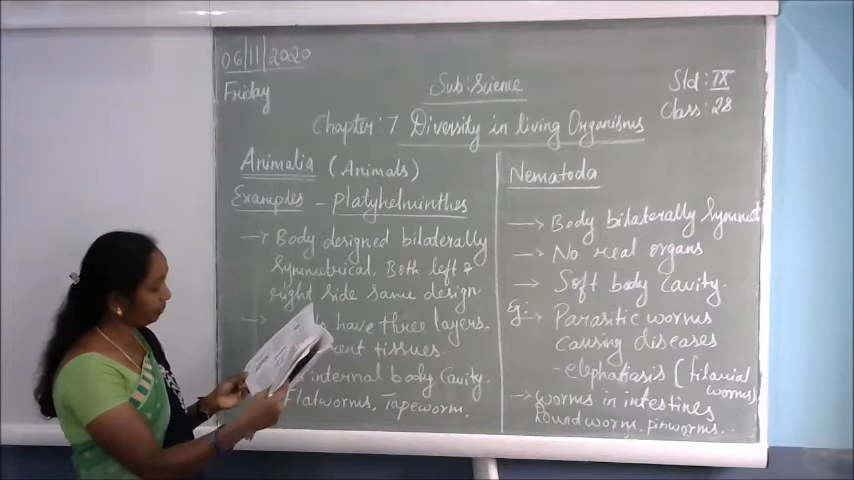 06/11/2020
Friday
Sub: Science
Std: IX
Class: 28
Chapter: 7 Diversity in living Organisms
Animalia (Animals)
Examples - Platyhelminthes
→ Body designed bilaterally
Symmetrical. Both left &
right side same design.
→ have three layers.
tissues.
internal body cavity
Flatworms, Tapeworm
Nematoda
→ Body bilaterally Symmet
→ No real organs
→ Soft body cavity
Eg: → Parasitic worms
Causing diseases
- elephantiasis (filarial
worms)
→ worms in intestines
Roundworm, pinworms.